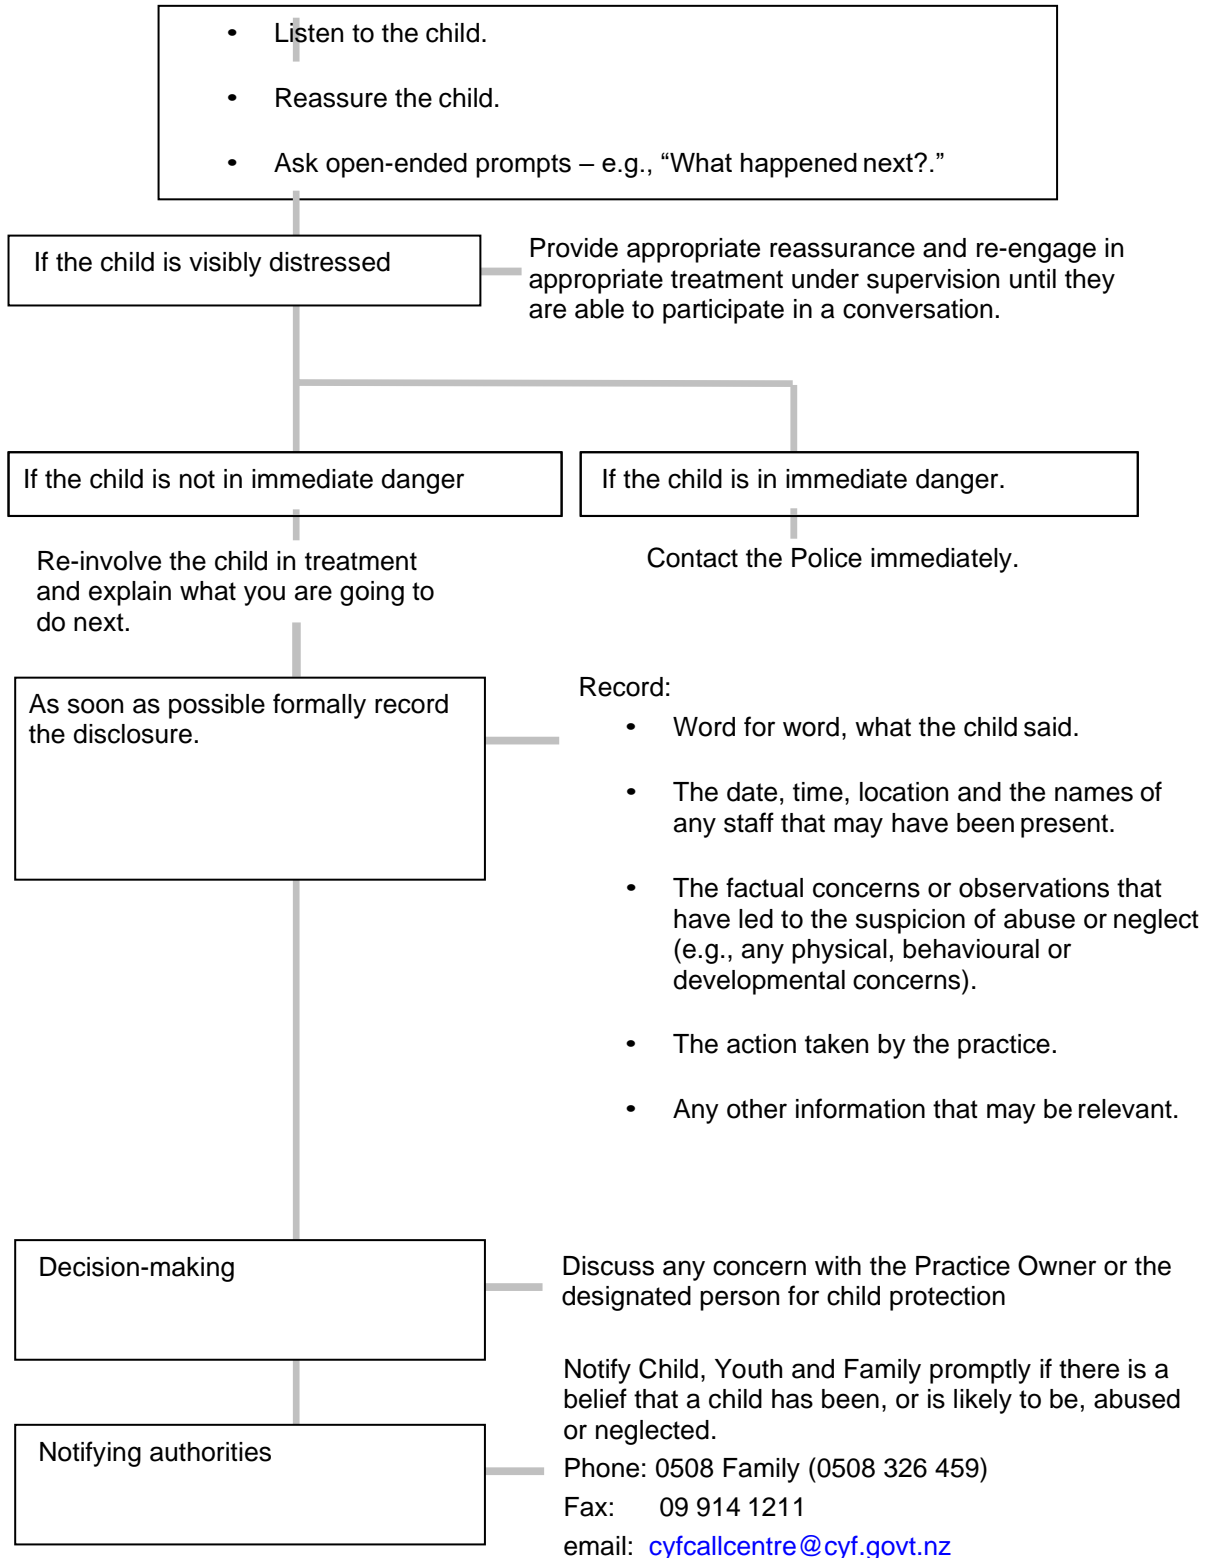 • Listen to the child.
• Reassure the child.
• Ask open-ended prompts – e.g., “What happened next?.”
If the child is visibly distressed
Provide appropriate reassurance and re-engage in
appropriate treatment under supervision until they
are able to participate in a conversation.
If the child is not in immediate danger
If the child is in immediate danger.
Re-involve the child in treatment
and explain what you are going to
do next.
Contact the Police immediately.
As soon as possible formally record
the disclosure.
Record:
• Word for word, what the child said.
• The date, time, location and the names of
any staff that may have been present.
• The factual concerns or observations that
have led to the suspicion of abuse or neglect
(e.g., any physical, behavioural or
developmental concerns).
• The action taken by the practice.
• Any other information that may be relevant.
Decision-making
Discuss any concern with the Practice Owner or the
designated person for child protection
Notifying authorities
Notify Child, Youth and Family promptly if there is a
belief that a child has been, or is likely to be, abused
or neglected.
Phone: 0508 Family (0508 326 459)
Fax: 09 914 1211
email: cyfcallcentre@cyf.govt.nz